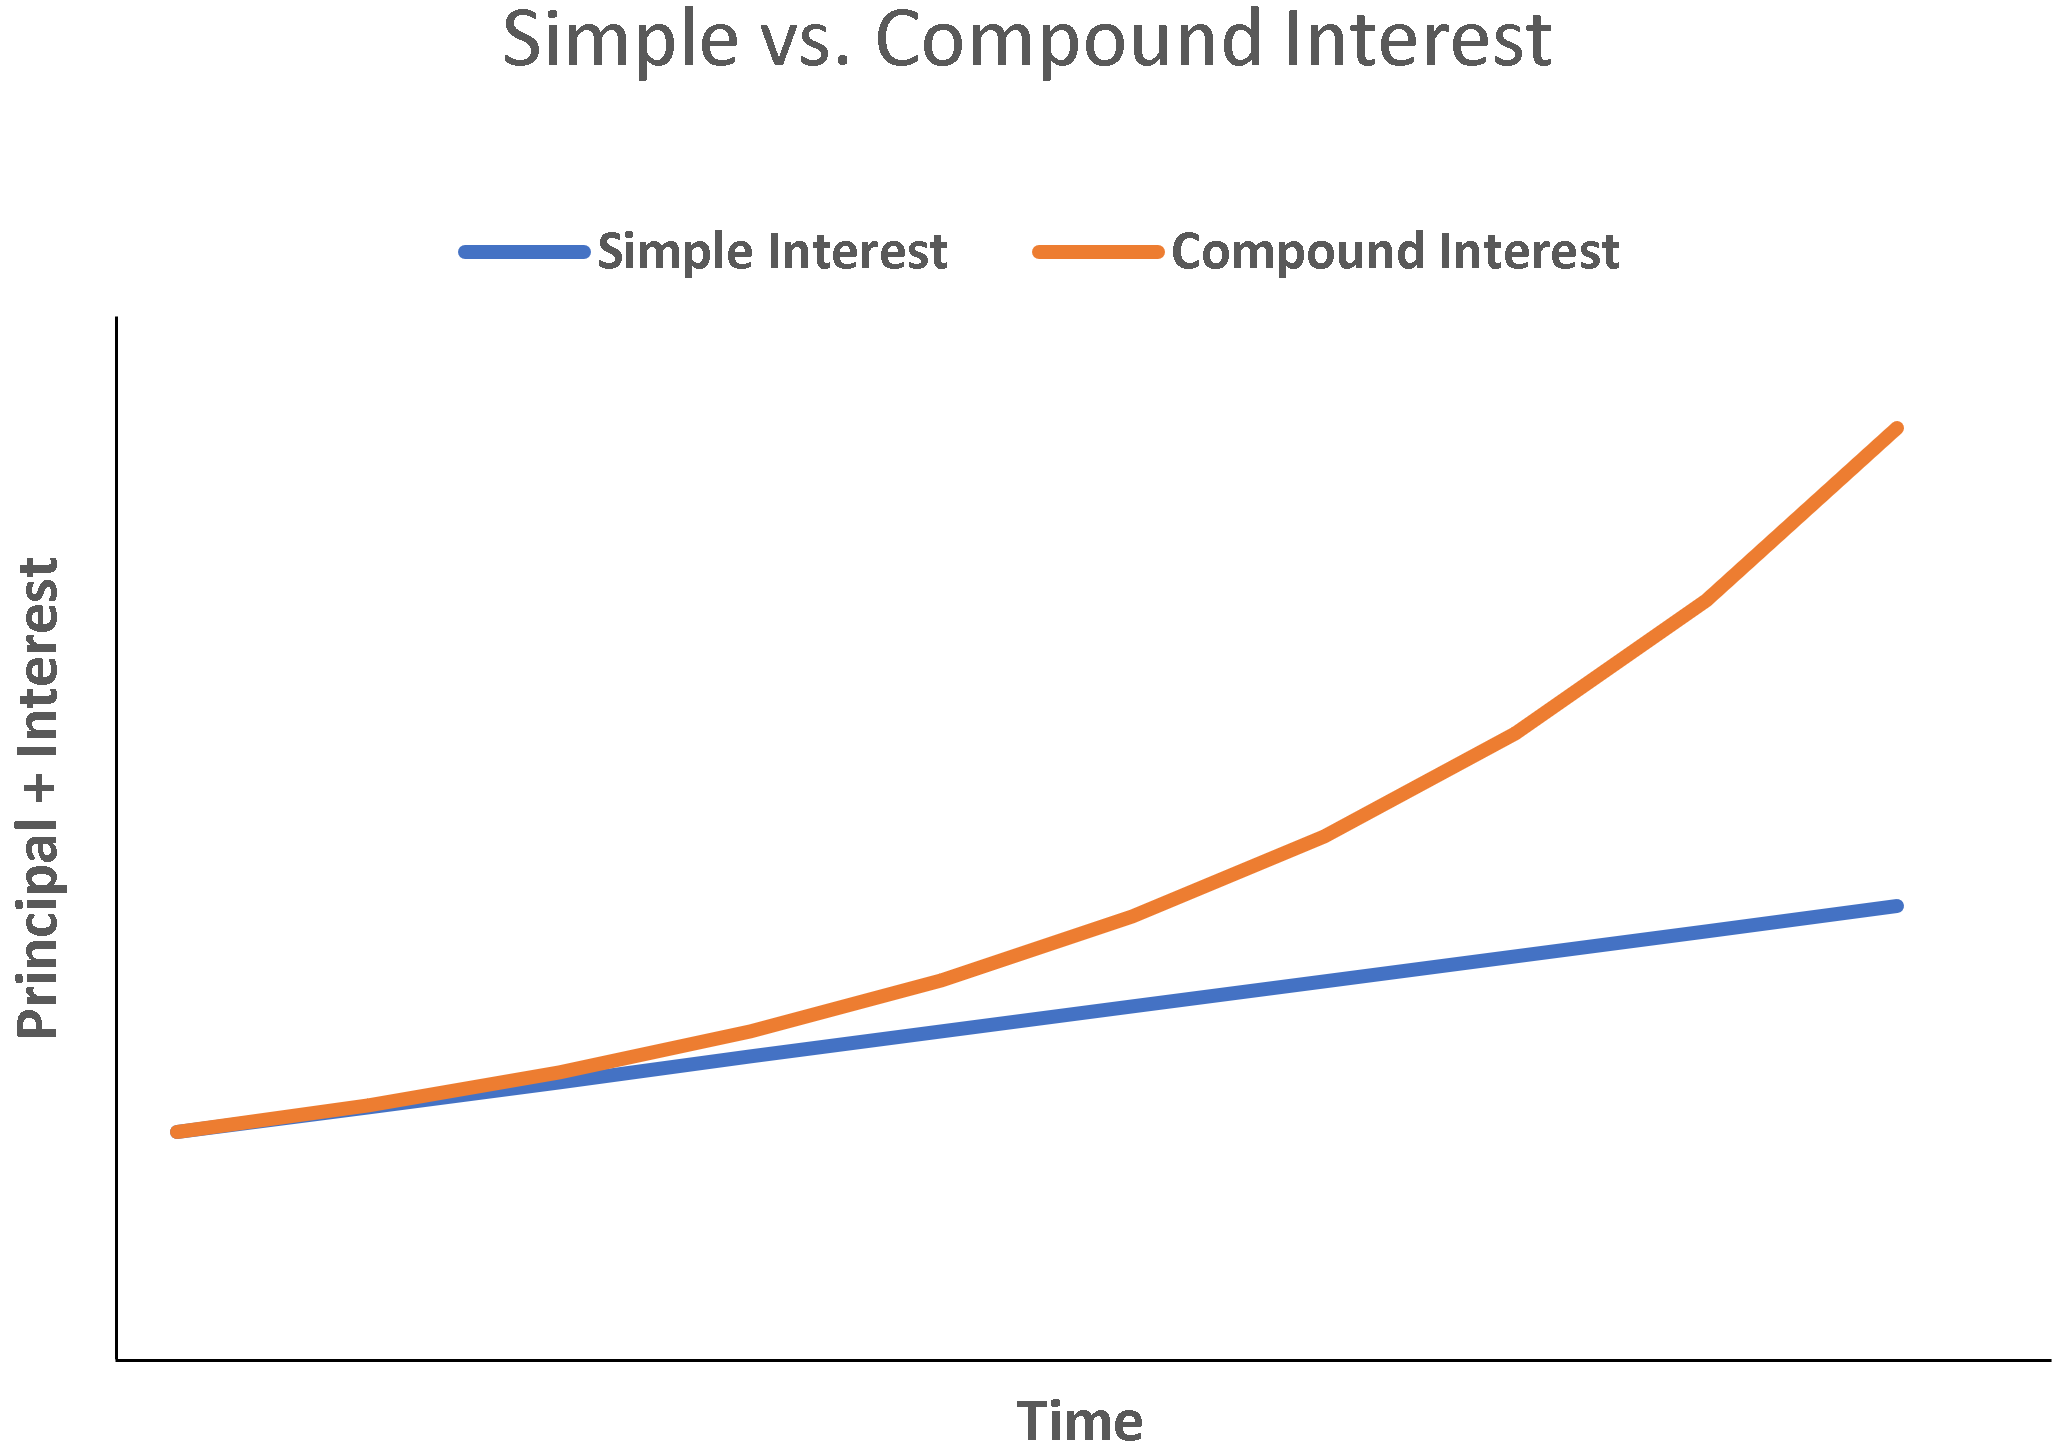 Simple vs. Compound Interest
Simple Interest
Compound Interest
Principal + Interest
Time